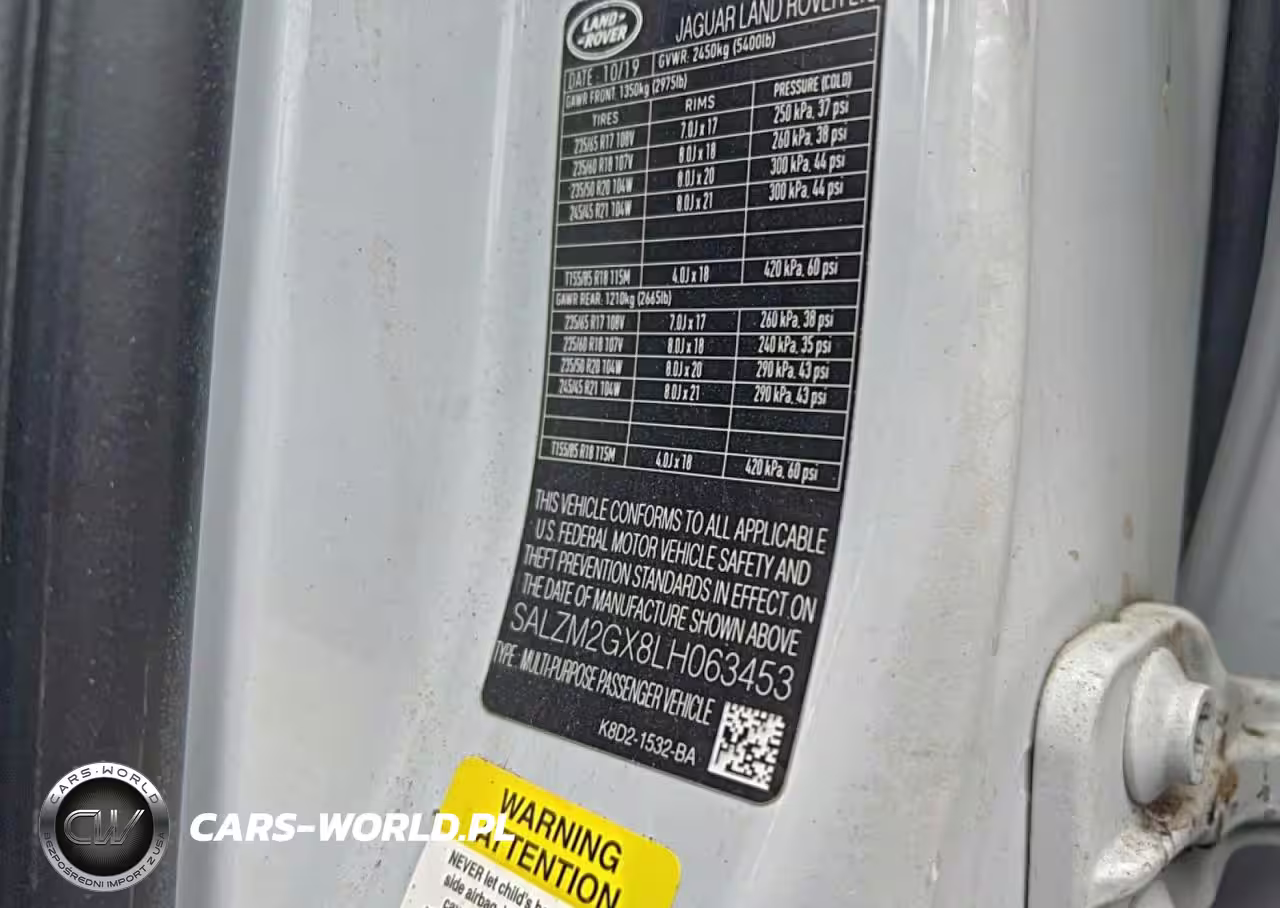 LAND
ROVER
JAGUAR LAND ROVER
DATE : 10/19 GVWR: 2450kg (5400lb)
GAWR FRONT: 1350kg (2975lb)
TIRES RIMS PRESSURE (COLD)
235/65 R17 108V 7.0J x 17 250 kPa, 37 psi
235/60 R18 107V 8.0J x 18 260 kPa, 38 psi
235/50 R20 104W 8.0J x 20 300 kPa, 44 psi
245/45 R21 104W 8.0J x 21 300 kPa, 44 psi
T155/85 R18 115M 4.0J x 18 420 kPa, 60 psi
GAWR REAR: 1210kg (2665lb)
235/65 R17 108V 7.0J x 17 260 kPa, 38 psi
235/60 R18 107V 8.0J x 18 240 kPa, 35 psi
235/50 R20 104W 8.0J x 20 290 kPa, 43 psi
245/45 R21 104W 8.0J x 21 290 kPa, 43 psi
T155/85 R18 115M 4.0J x 18 420 kPa, 60 psi
THIS VEHICLE CONFORMS TO ALL APPLICABLE
U.S. FEDERAL MOTOR VEHICLE SAFETY AND
THEFT PREVENTION STANDARDS IN EFFECT ON
THE DATE OF MANUFACTURE SHOWN ABOVE
SALZM2GX8LH063453
TYPE : MULTI-PURPOSE PASSENGER VEHICLE
K8D2-1532-BA
WARNING
ATTENTION
NEVER let child's
side
CARS-WORLD
CW
BEZPOŚREDNI IMPORT Z USA
CARS-WORLD.PL